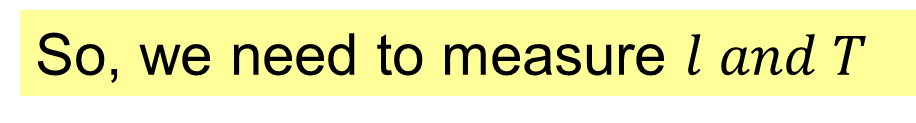 So, we need to measure l and T